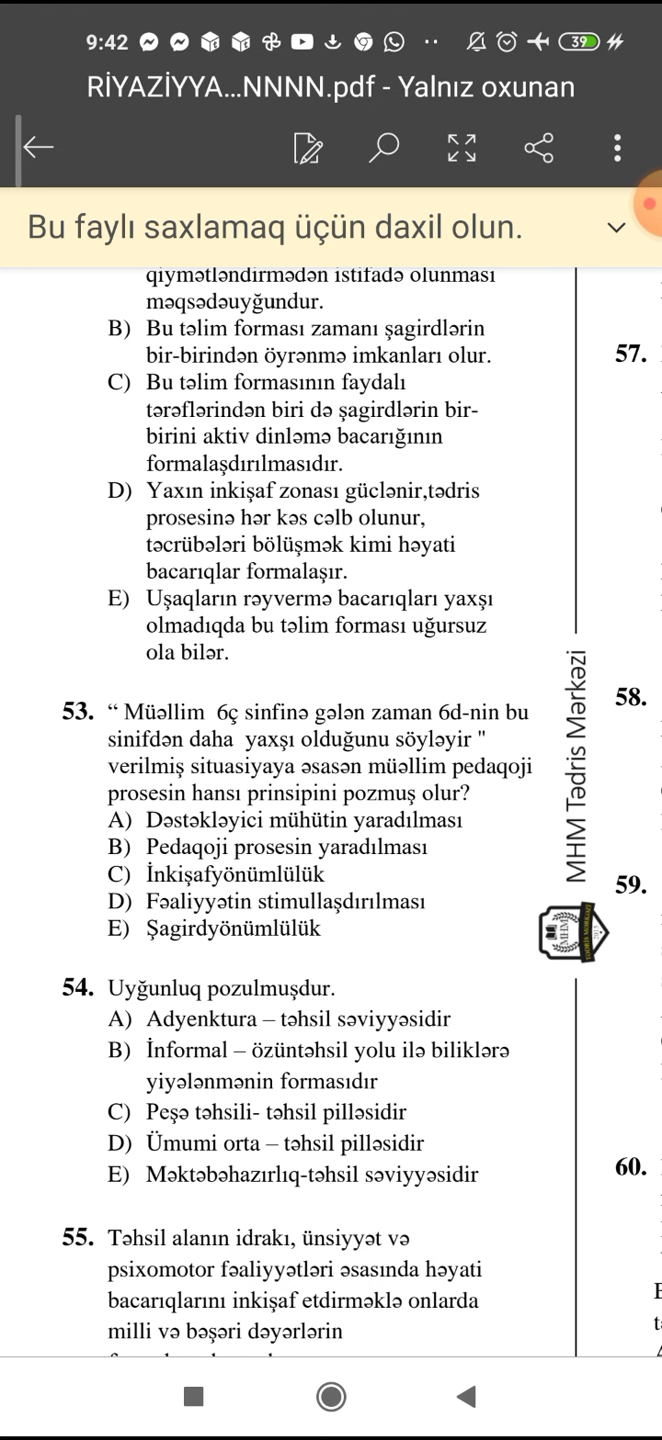 9:42
39
RİYAZİYYA...NNNN.pdf - Yalnız oxunan
Bu faylı saxlamaq üçün daxil olun.
qiymətləndirmədən istifadə olunması
məqsədəuyğundur.
B) Bu təlim forması zamanı şagirdlərin
bir-birindən öyrənmə imkanları olur.
C) Bu təlim formasının faydalı
tərəflərindən biri də şagirdlərin bir-
birini aktiv dinləmə bacarığının
formalaşdırılmasıdır.
D) Yaxın inkişaf zonası güclənir,tədris
prosesinə hər kəs cəlb olunur,
təcrübələri bölüşmək kimi həyati
bacarıqlar formalaşır.
E) Uşaqların rəyvermə bacarıqları yaxşı
olmadıqda bu təlim forması uğursuz
ola bilər.
53. “ Müəllim 6ç sinfinə gələn zaman 6d-nin bu
sinifdən daha yaxşı olduğunu söyləyir "
verilmiş situasiyaya əsasən müəllim pedaqoji
prosesin hansı prinsipini pozmuş olur?
A) Dəstəkləyici mühütin yaradılması
B) Pedaqoji prosesin yaradılması
C) İnkişafyönümlülük
D) Fəaliyyətin stimullaşdırılması
E) Şagirdyönümlülük
54. Uyğunluq pozulmuşdur.
A) Adyenktura – təhsil səviyyəsidir
B) İnformal – özüntəhsil yolu ilə biliklərə
yiyələnmənin formasıdır
C) Peşə təhsili- təhsil pilləsidir
D) Ümumi orta – təhsil pilləsidir
E) Məktəbəhazırlıq-təhsil səviyyəsidir
55. Təhsil alanın idrakı, ünsiyyət və
psixomotor fəaliyyətləri əsasında həyati
bacarıqlarını inkişaf etdirməklə onlarda
milli və bəşəri dəyərlərin
MHM Tədris Mərkəzi
MHM
57.
58.
59.
60.